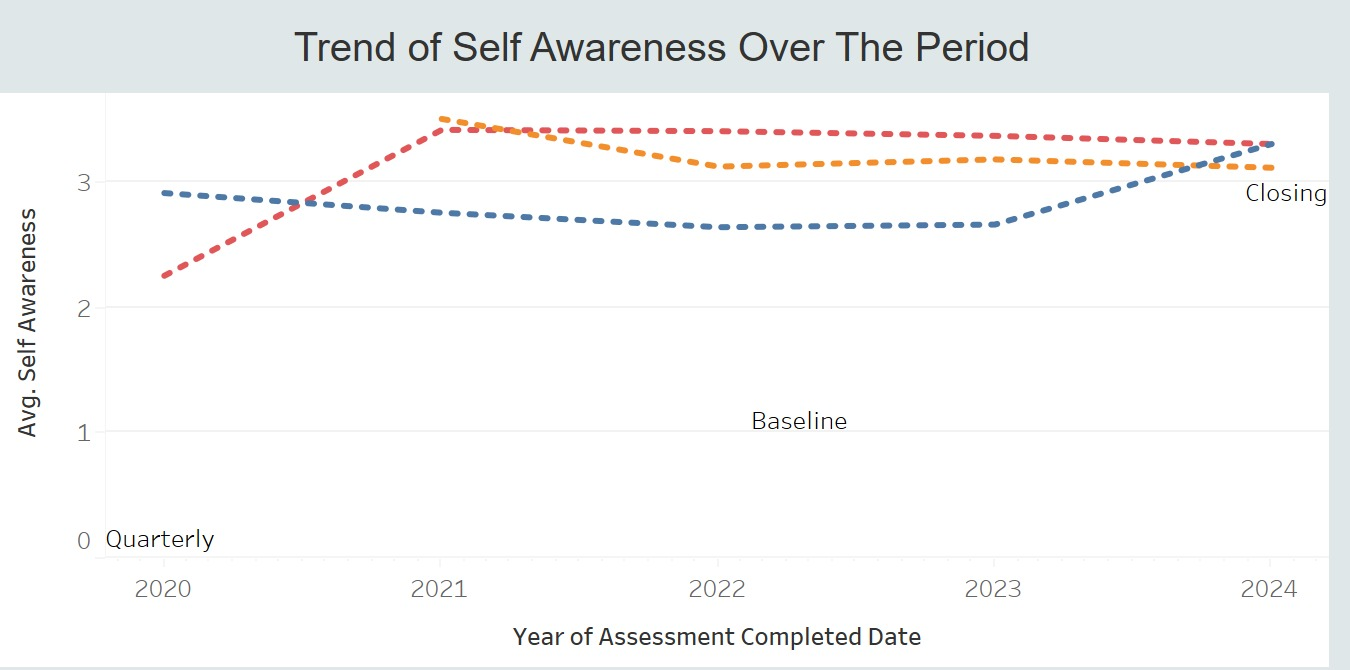 Trend of Self Awareness Over The Period
Avg. Self Awareness
3
Closing
2
Baseline
1
0 Quarterly
2020 2021 2022 2023 2024
Year of Assessment Completed Date